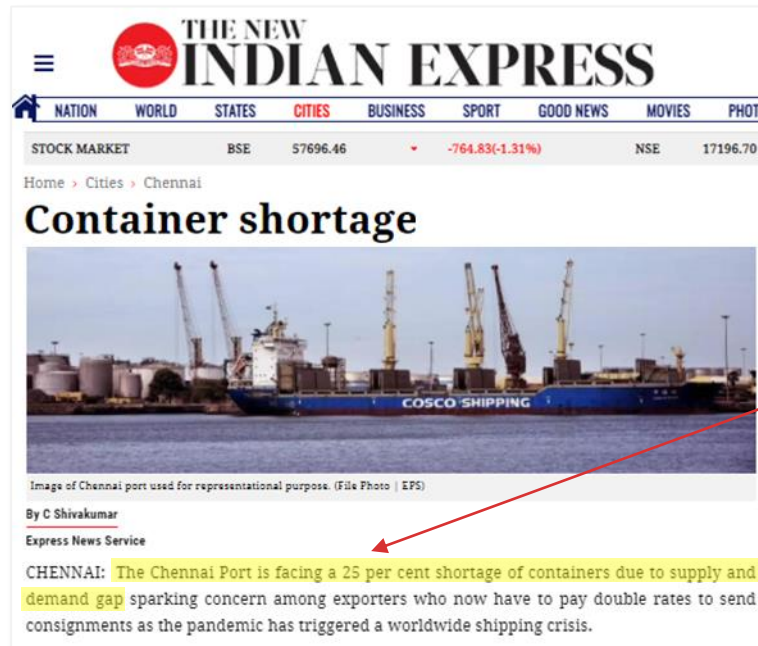 THE NEW
INDIAN EXPRESS
NATION WORLD STATES CITIES BUSINESS SPORT GOOD NEWS MOVIES PHOT
STOCK MARKET BSE 57696.46 -764.83(-1.31%) NSE 17196.70
Home › Cities › Chennai
Container shortage
COSCO SHIPPING
Image of Chennai port used for representational purpose. (File Photo | EPS)
By C Shivakumar
Express News Service
CHENNAI: The Chennai Port is facing a 25 per cent shortage of containers due to supply and
demand gap sparking concern among exporters who now have to pay double rates to send
consignments as the pandemic has triggered a worldwide shipping crisis.